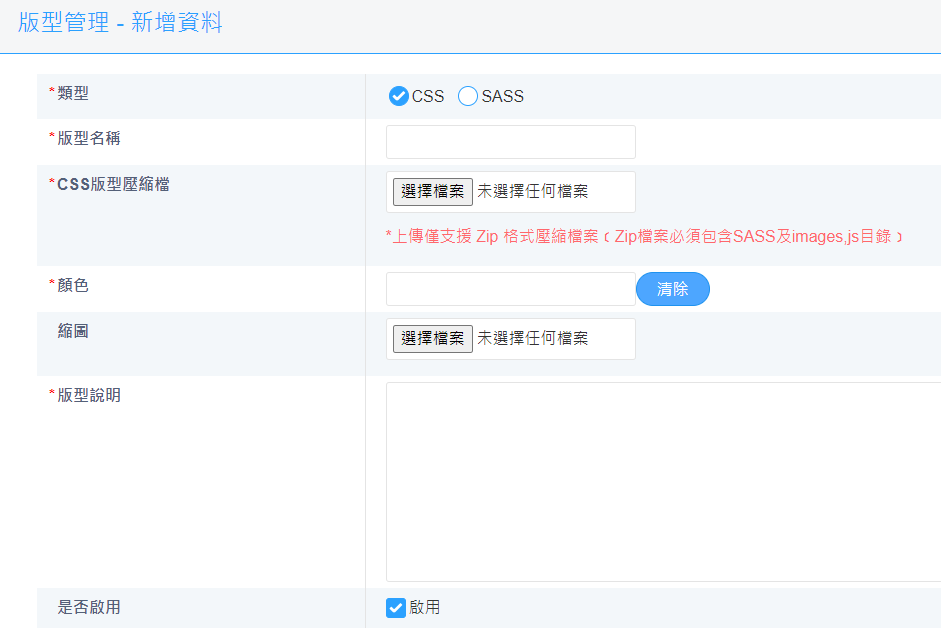 版型管理 - 新增資料
*類型
CSS SASS
*版型名稱
*CSS版型壓縮檔
選擇檔案 未選擇任何檔案
*上傳僅支援 Zip 格式壓縮檔案﹝Zip檔案必須包含SASS及images,js目錄﹞
*顏色
清除
縮圖
選擇檔案 未選擇任何檔案
*版型說明
是否啟用
啟用